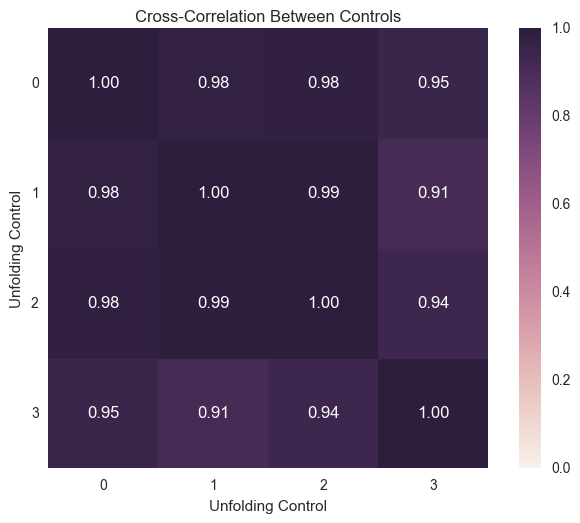 Cross-Correlation Between Controls
Unfolding Control
0 1.00 0.98 0.98 0.95
1 0.98 1.00 0.99 0.91
2 0.98 0.99 1.00 0.94
3 0.95 0.91 0.94 1.00
0 1 2 3
Unfolding Control
1.0
0.8
0.6
0.4
0.2
0.0